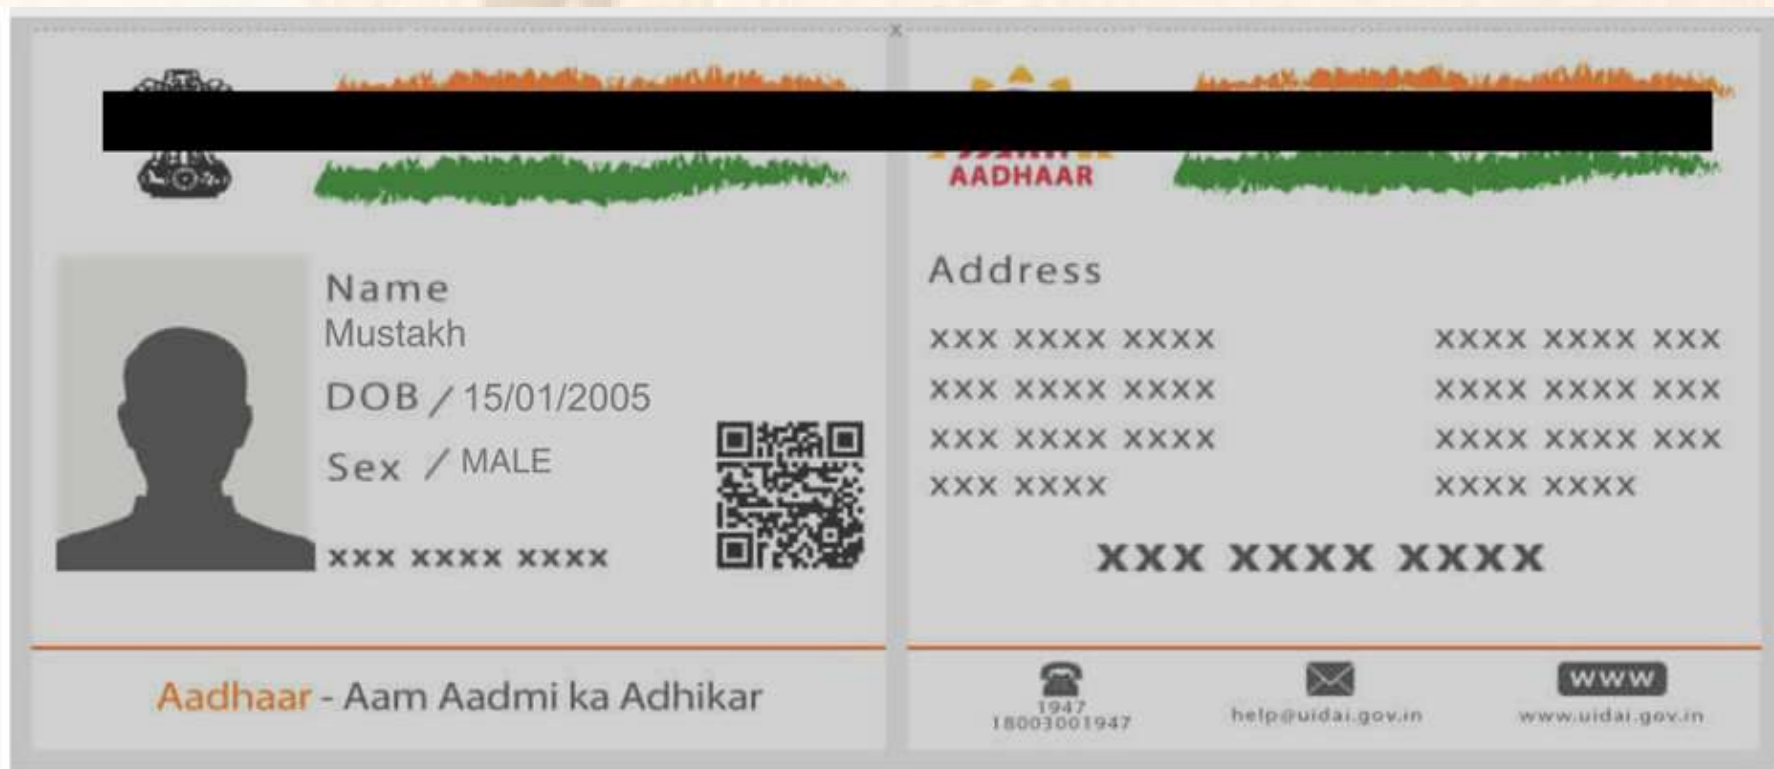 x
AADHAAR
Name
Mustakh
DOB / 15/01/2005
Sex / MALE
xxx xxxx xxxx
Aadhaar - Aam Aadmi ka Adhikar
Address
xxx xxxx xxxx xxxx xxxx xxx
xxx xxxx xxxx xxxx xxxx xxx
xxx xxxx xxxx xxxx xxxx xxx
xxx xxxx xxxx xxxx
xxx xxxx xxxx
1947
18003001947
help@uidai.gov.in
WWW
www.uidai.gov.in